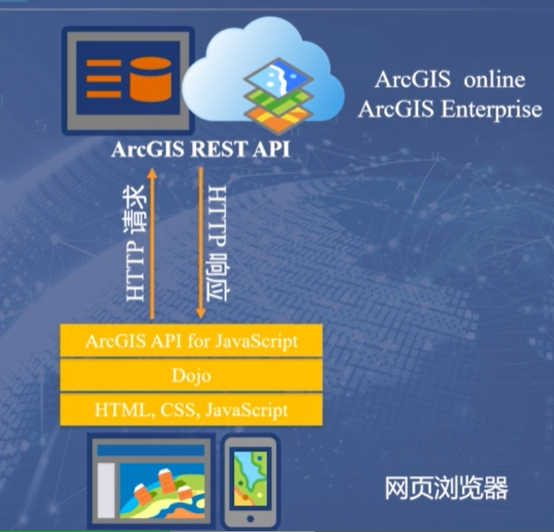 ArcGIS online
ArcGIS Enterprise
ArcGIS REST API
HTTP 请求
HTTP 响应
ArcGIS API for JavaScript
Dojo
HTML, CSS, JavaScript
网页浏览器